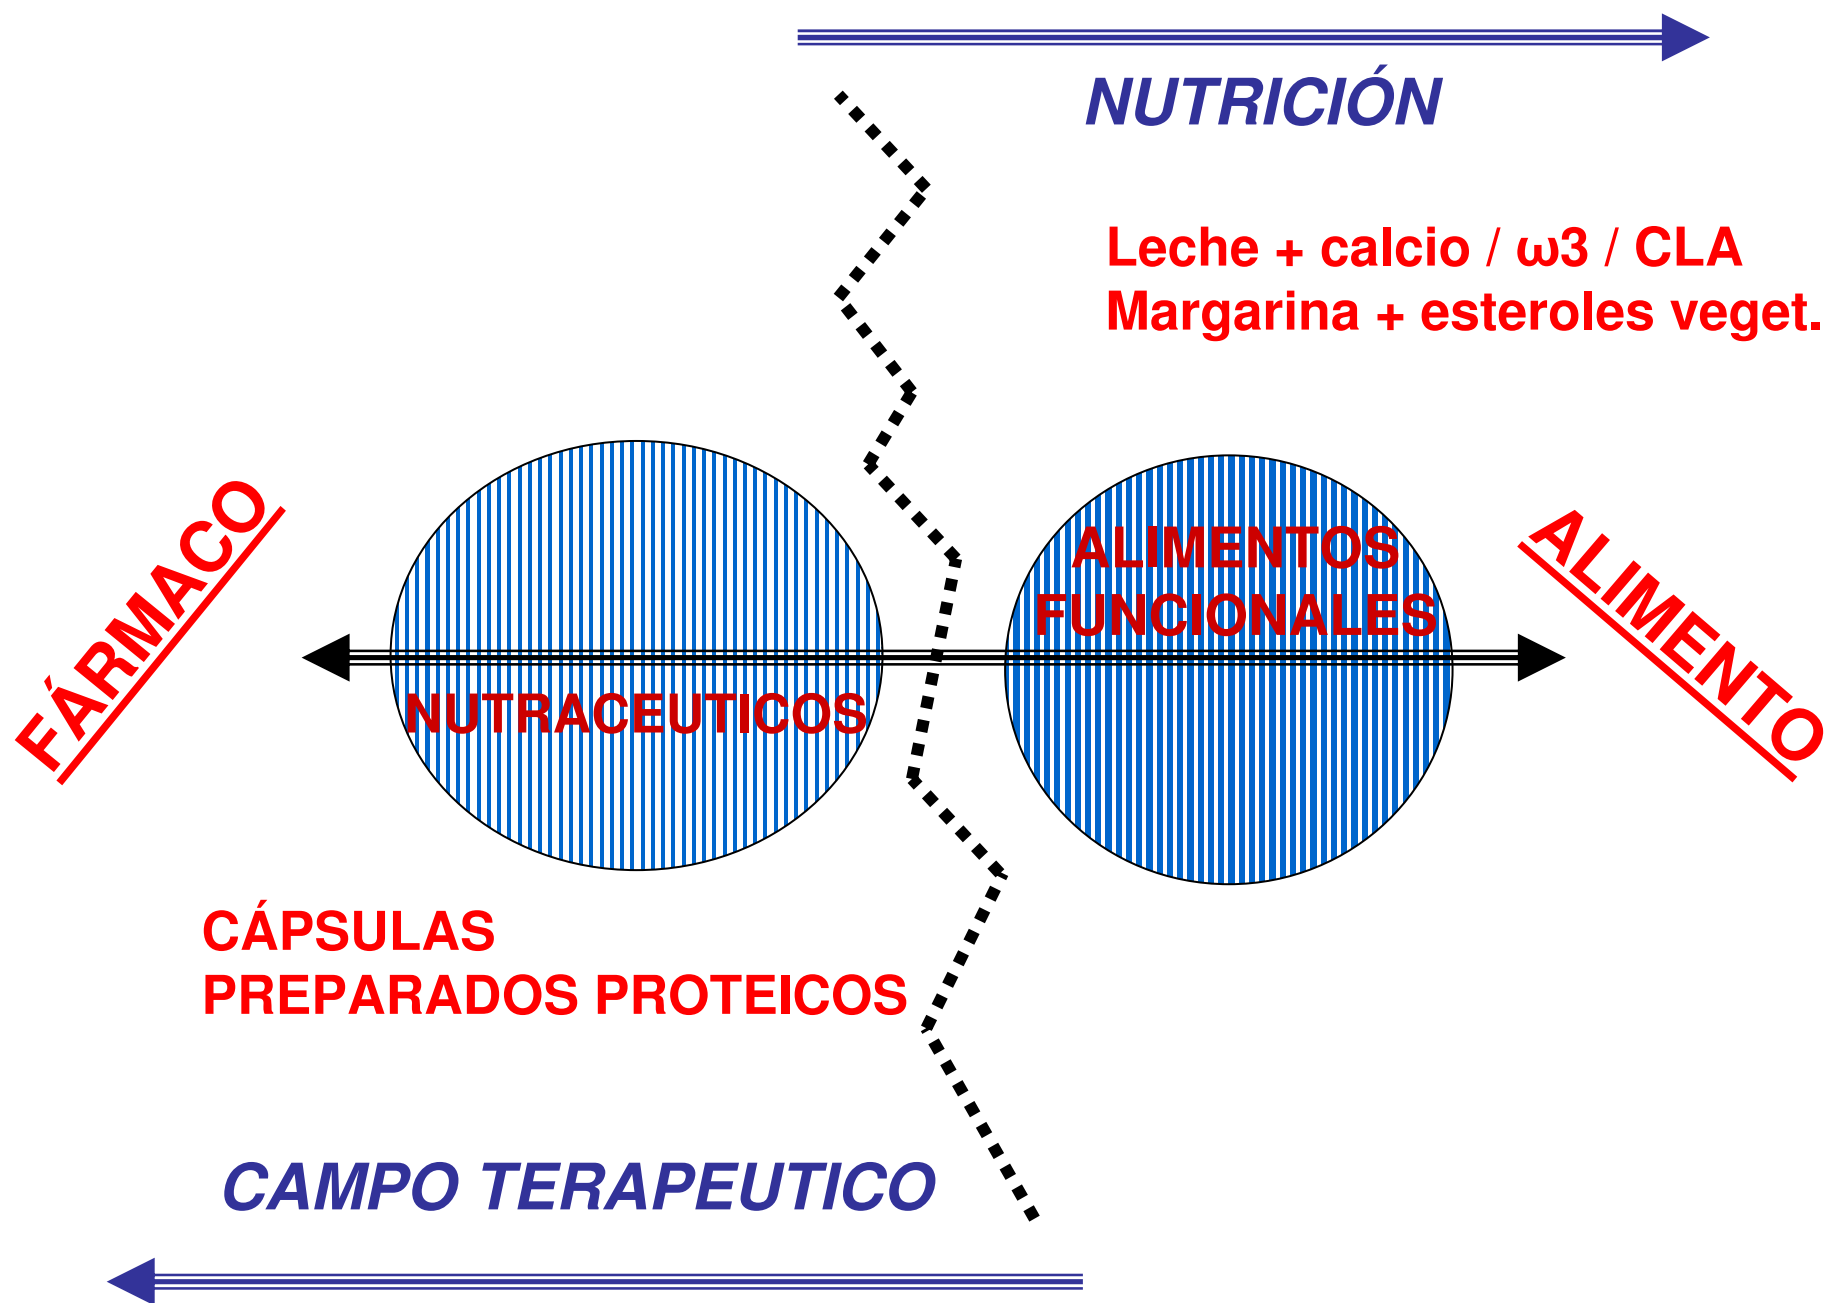 NUTRICIÓN
Leche + calcio / ω3 / CLA
Margarina + esteroles veget.
FÁRMACO
ALIMENTOS
FUNCIONALES
ALIMENTO
NUTRACEUTICOS
CÁPSULAS
PREPARADOS PROTEICOS
CAMPO TERAPEUTICO